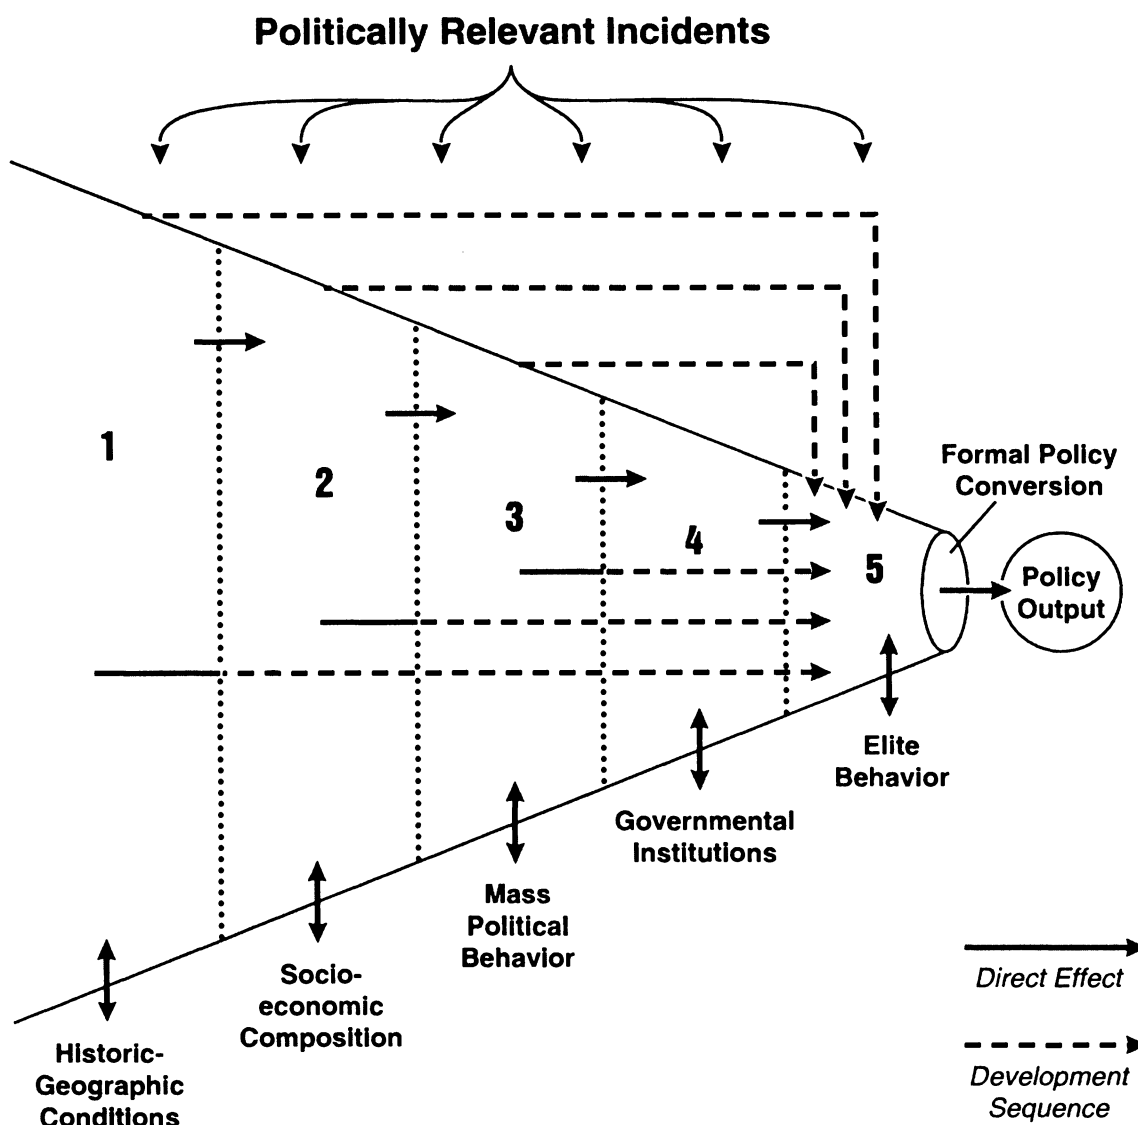 Politically Relevant Incidents
1
2
3
4
5
Formal Policy
Conversion
Policy
Output
Elite
Behavior
Governmental
Institutions
Mass
Political
Behavior
Socio-
economic
Composition
Historic-
Geographic
Conditions
Direct Effect
Development
Sequence